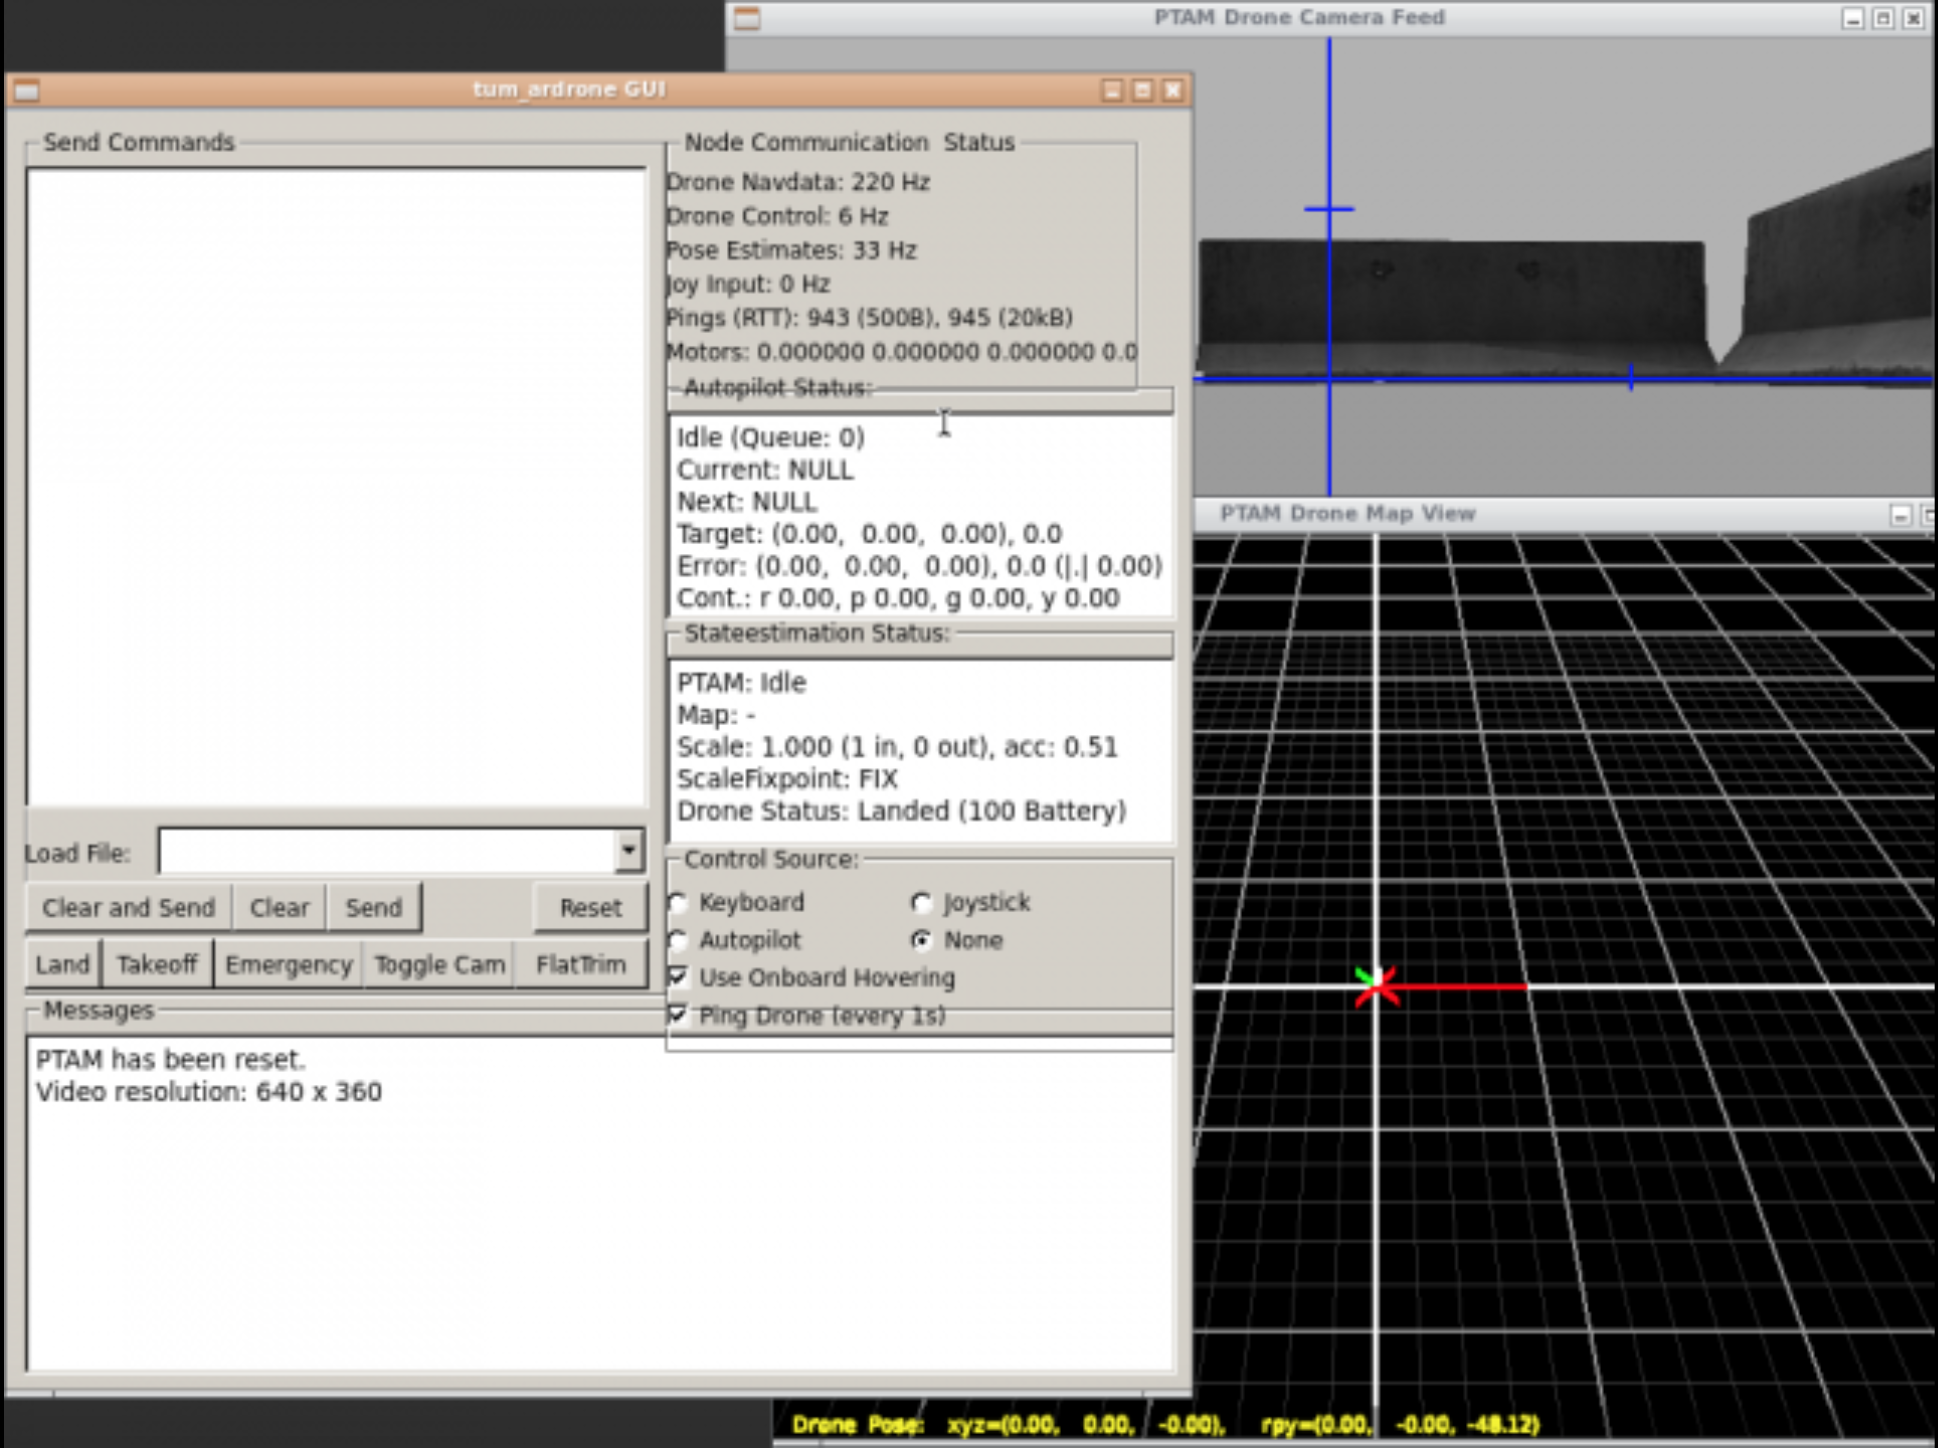 PTAM Drone Camera Feed
tum_ardrone GUI
Send Commands
Node Communication Status
Drone Navdata: 220 Hz
Drone Control: 6 Hz
Pose Estimates: 33 Hz
Joy Input: 0 Hz
Pings (RTT): 943 (500B), 945 (20kB)
Motors: 0.000000 0.000000 0.000000 0.0
Autopilot Status:
Idle (Queue: 0)
Current: NULL
Next: NULL
Target: (0.00, 0.00, 0.00), 0.0
Error: (0.00, 0.00, 0.00), 0.0 (|.| 0.00)
Cont.: r 0.00, p 0.00, g 0.00, y 0.00
Stateestimation Status:
PTAM: Idle
Map: -
Scale: 1.000 (1 in, 0 out), acc: 0.51
ScaleFixpoint: FIX
Drone Status: Landed (100 Battery)
Load File:
Clear and Send Clear Send Reset
Land Takeoff Emergency Toggle Cam FlatTrim
Control Source:
Keyboard Joystick
Autopilot None
Use Onboard Hovering
Ping Drone (every 1s)
Messages
PTAM has been reset.
Video resolution: 640 x 360
PTAM Drone Map View
Drone Pose: xyz=(0.00, 0.00, -0.00), rpy=(0.00, -0.00, -48.12)